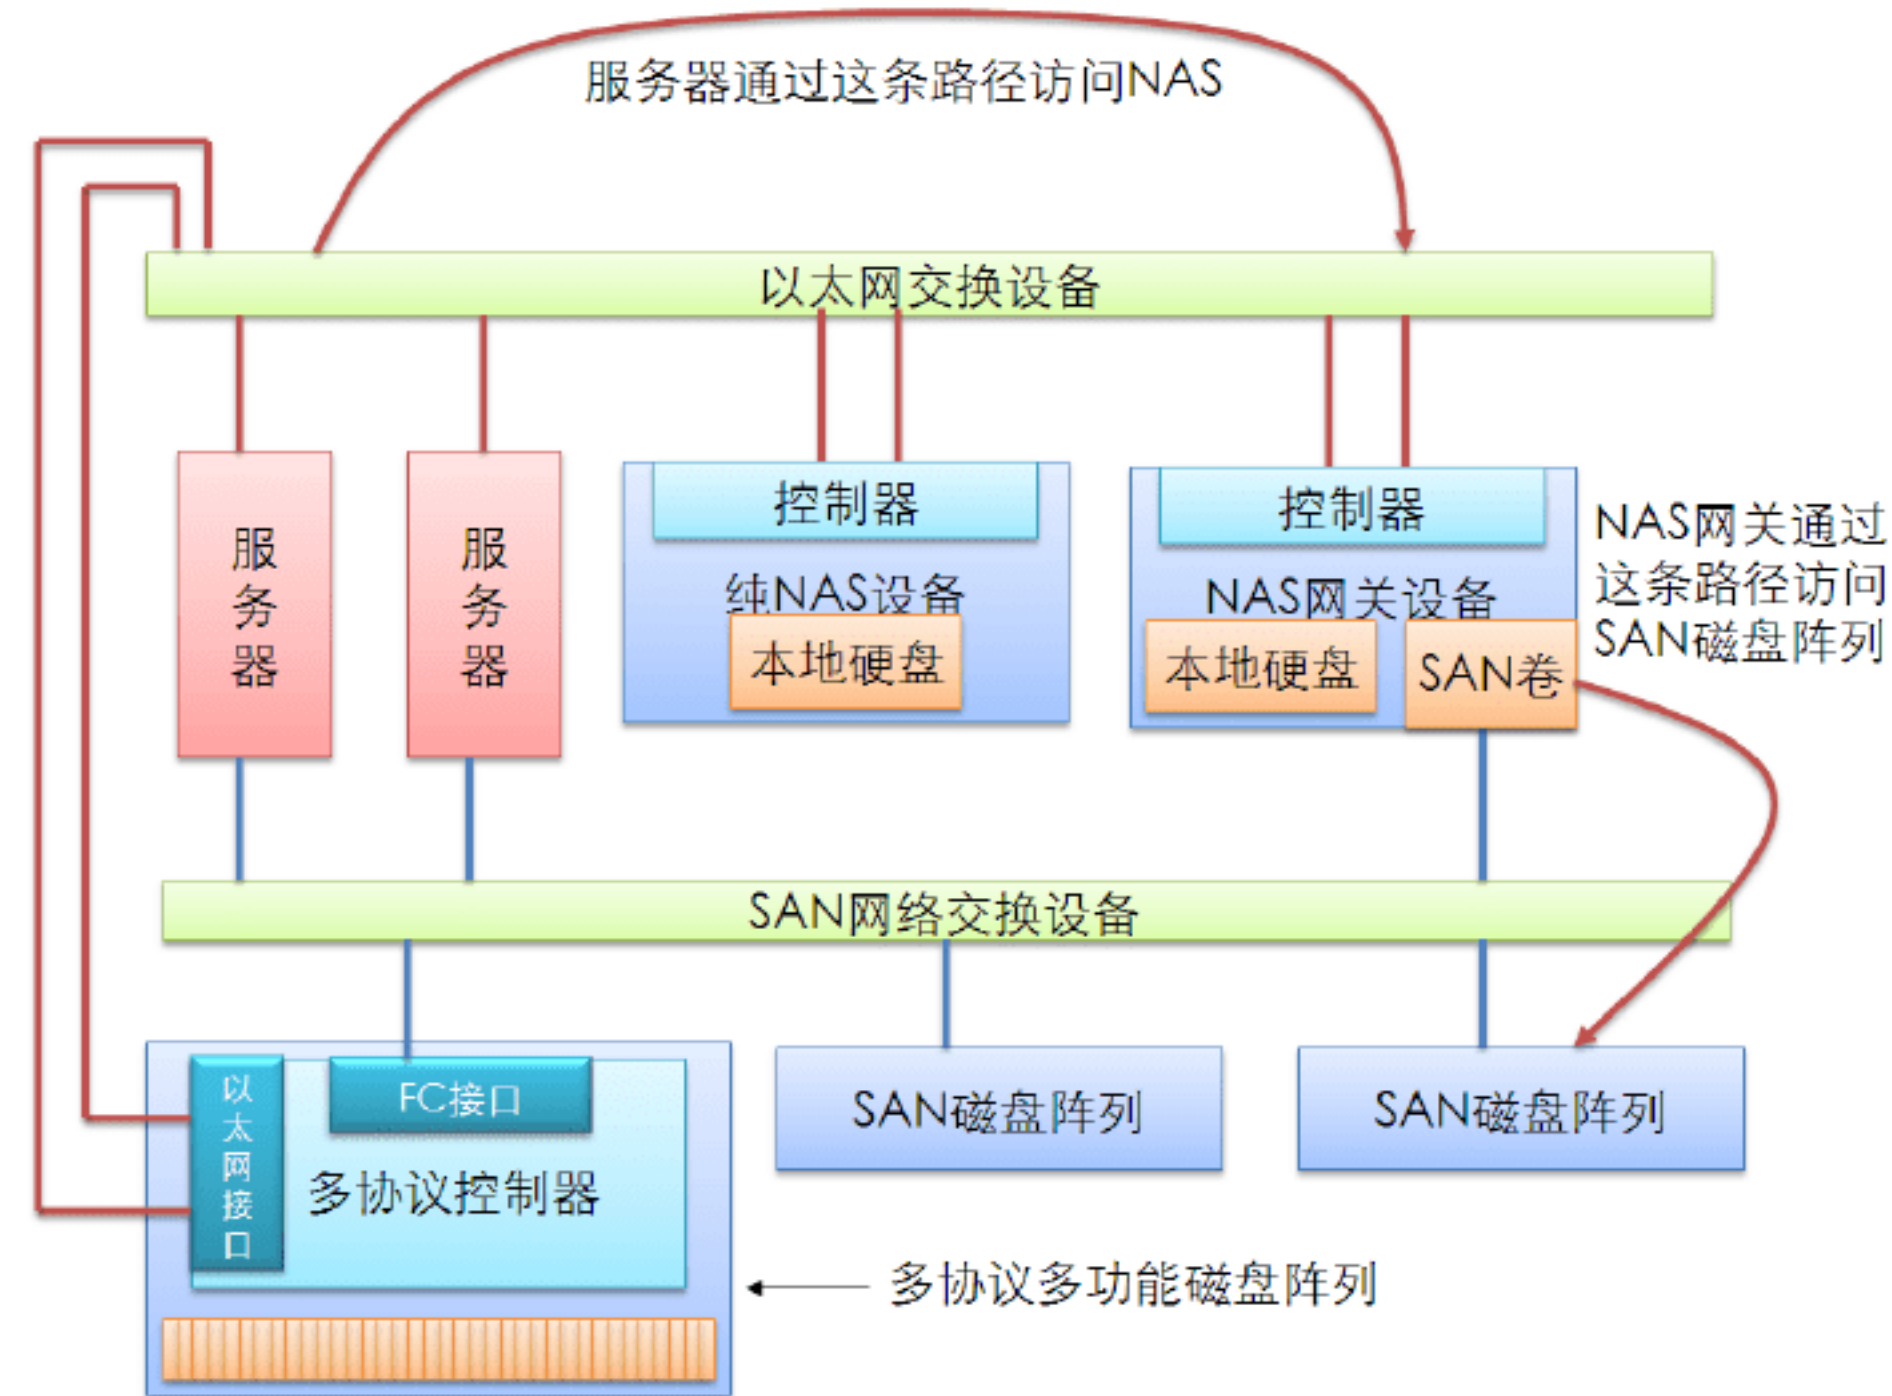 服务器通过这条路径访问NAS
以太网交换设备
服务器
服务器
控制器
纯NAS设备
本地硬盘
控制器
NAS网关设备
本地硬盘
SAN卷
NAS网关通过
这条路径访问
SAN磁盘阵列
SAN网络交换设备
以太网接口
FC接口
多协议控制器
SAN磁盘阵列
SAN磁盘阵列
多协议多功能磁盘阵列